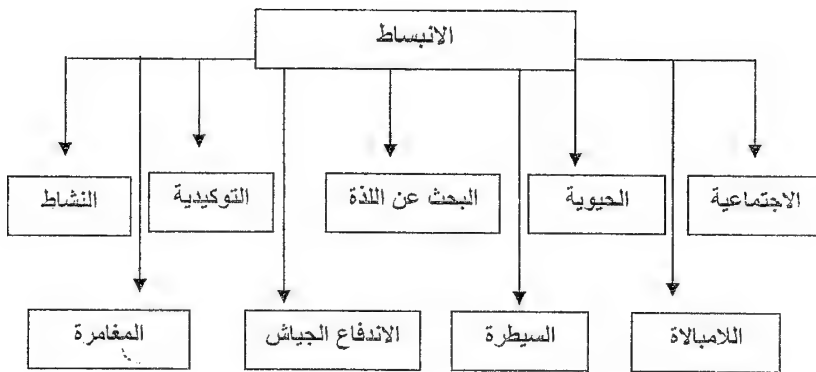 الانبساط
الاجتماعية
الحيوية
البحث عن اللذة
التوكيدية
النشاط
اللامبالاة
السيطرة
الاندفاع الجياش
المغامرة